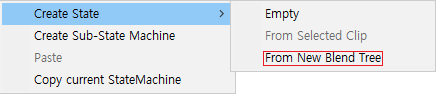 Create State
Create Sub-State Machine
Paste
Copy current StateMachine
Empty
From Selected Clip
From New Blend Tree